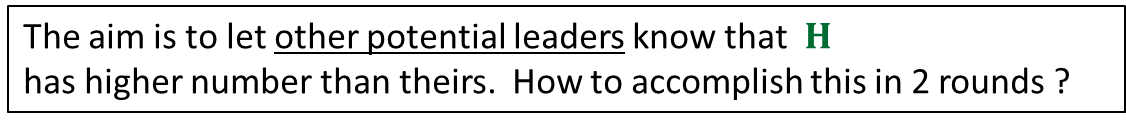 The aim is to let other potential leaders know that H
has higher number than theirs. How to accomplish this in 2 rounds ?